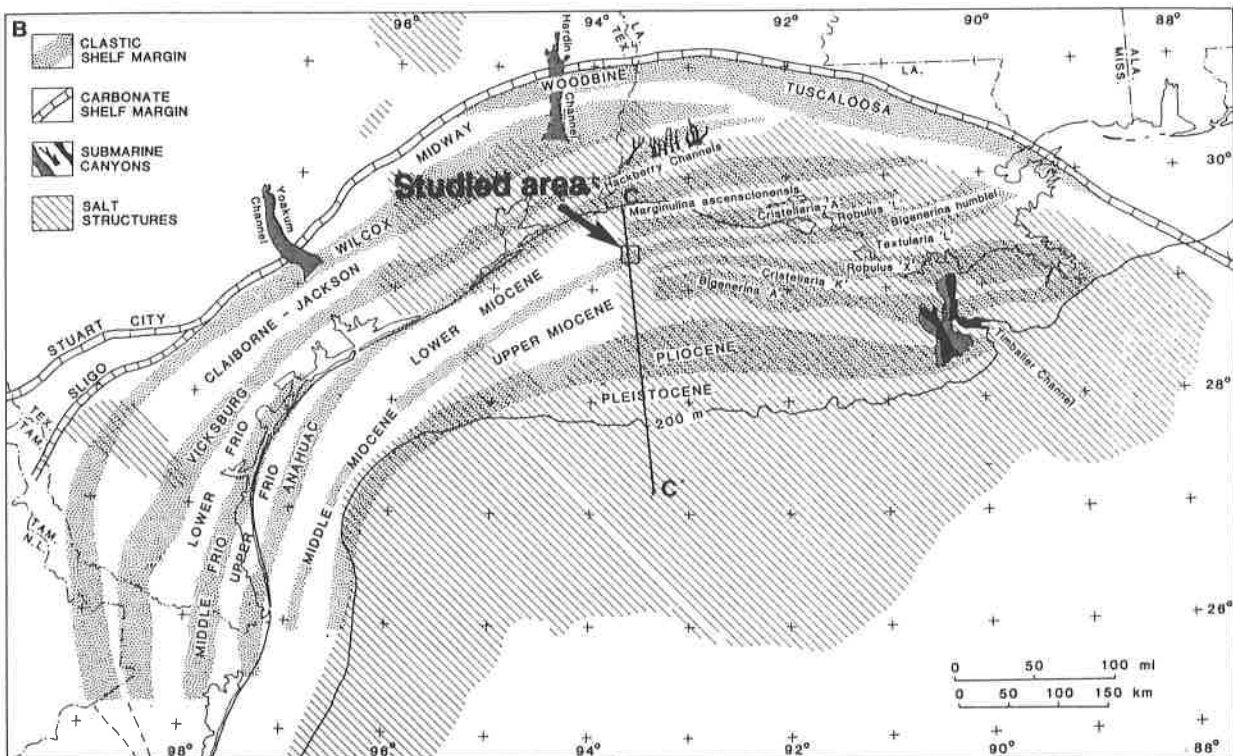 B
CLASTIC
SHELF MARGIN
CARBONATE
SHELF MARGIN
SUBMARINE
CANYONS
SALT
STRUCTURES
96°
94°
92°
90°
88°
LA.
TEX.
LA.
MISS.
ALA.
Hardin
Channel
WOODBINE
TUSCALOOSA
MIDWAY
30°
Hackberry Channels
Studied area
C
Marginulina ascensionensis
Cristellaria 'A'
Robulus 'L'
Bigenerina humblei
Textularia 'L'
Robulus 'X'
Cristellaria 'K'
Bigenerina 'A'
Yoakum
Channel
WILCOX
CLAIBORNE - JACKSON
STUART CITY
SLIGO
LOWER MIOCENE
UPPER MIOCENE
PLIOCENE
PLEISTOCENE
Timbalier Channel
28°
200 m
TEX.
TAM.
VICKSBURG
FRIO
LOWER
ANAHUAC
FRIO
UPPER
MIDDLE MIOCENE
C'
TAM.
N.L.
MIDDLE FRIO
26°
0 50 100 mi
0 50 100 150 km
98°
96°
94°
92°
90°
88°